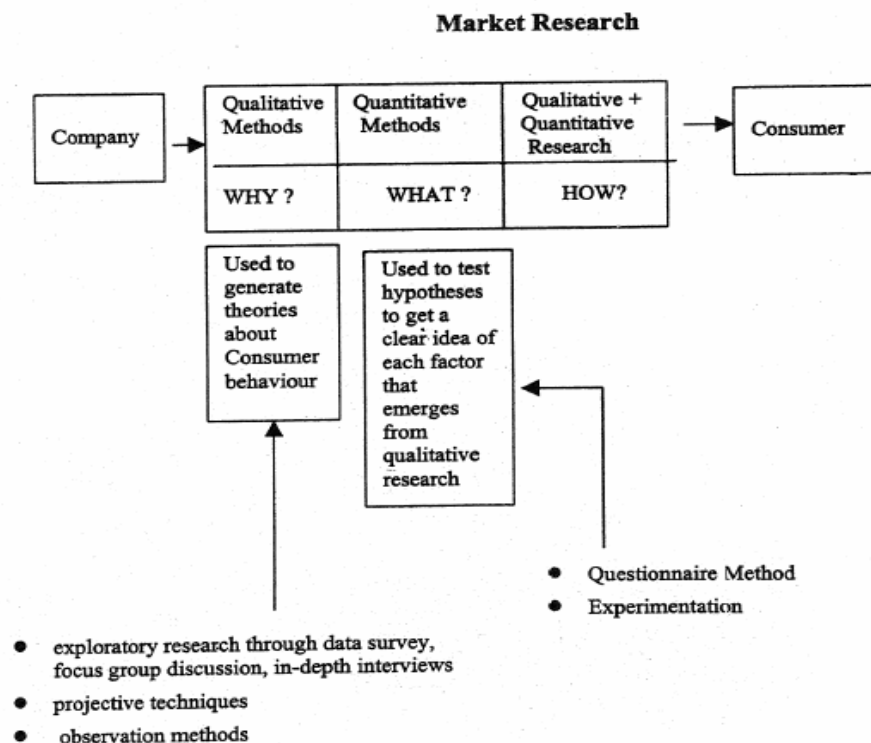 Market Research
Company
Qualitative
Methods
Quantitative
Methods
Qualitative +
Quantitative
Research
Consumer
WHY ?
WHAT ?
HOW?
Used to
generate
theories
about
Consumer
behaviour
Used to test
hypotheses
to get a
clear idea of
each factor
that
emerges
from
qualitative
research
● Questionnaire Method
● Experimentation
● exploratory research through data survey,
focus group discussion, in-depth interviews
● projective techniques
● observation methods